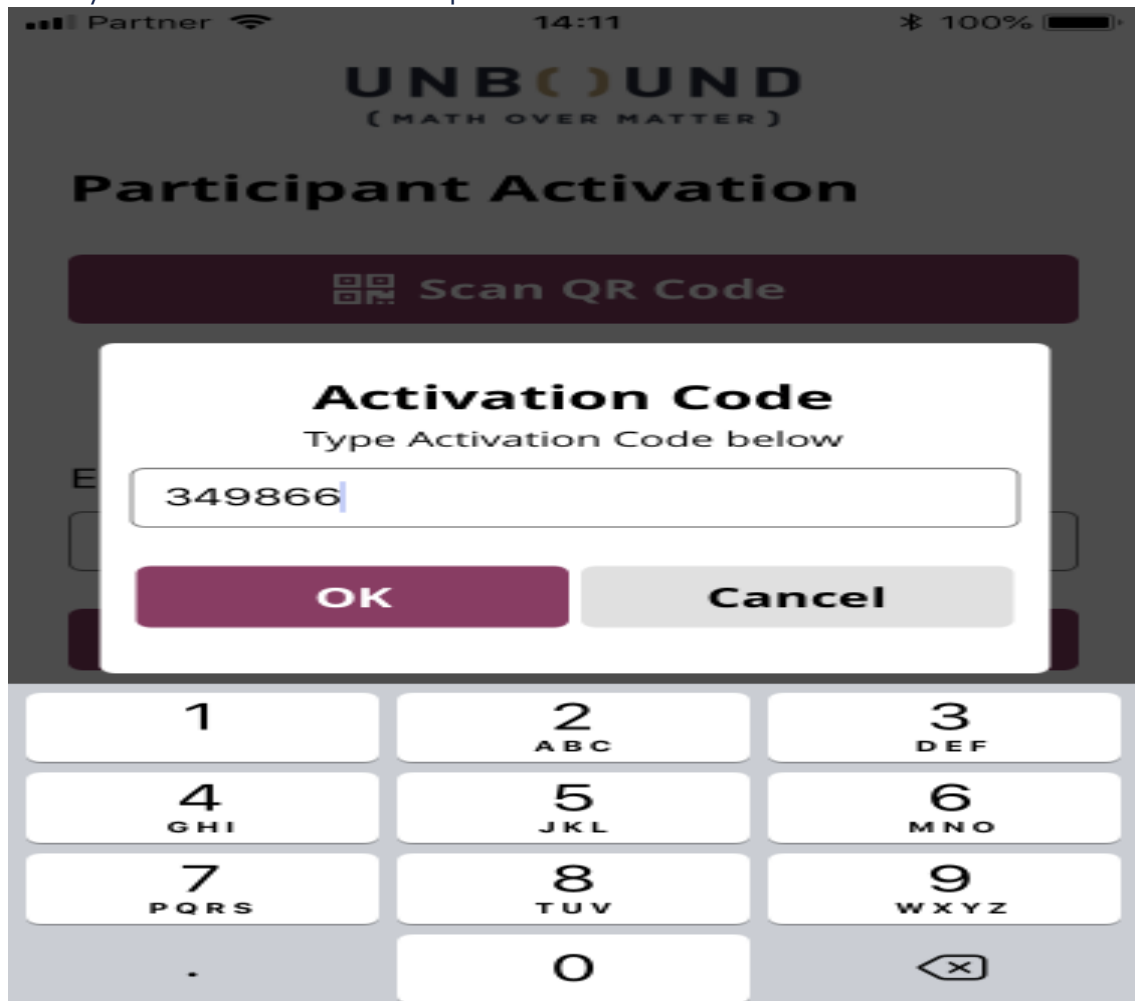 Partner 14:11 100%
UNB()UND
(MATH OVER MATTER)
Participant Activation
Scan QR Code
Activation Code
Type Activation Code below
E
349866
OK Cancel
1 2 3
ABC DEF
4 5 6
GHI JKL MNO
7 8 9
PQRS TUV WXYZ
. 0